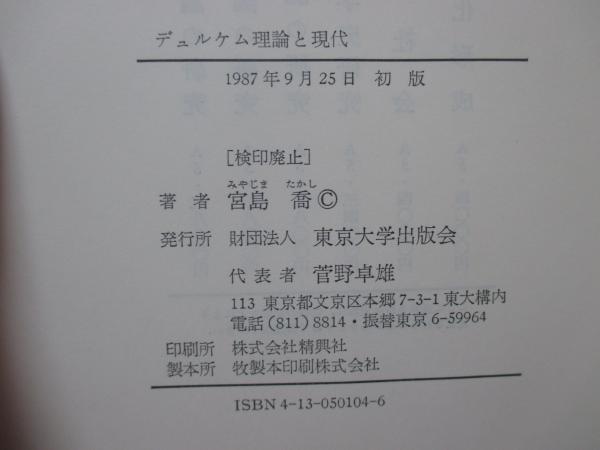 デュルケム理論と現代
1987年9月25日 初 版
[検印廃止]
みやじま たかし
著 者 宮島 喬©
発行所 財団法人 東京大学出版会
代表者 菅野卓雄
113 東京都文京区本郷7-3-1東大構内
電話(811)8814・振替東京6-59964
印刷所 株式会社精興社
製本所 牧製本印刷株式会社
ISBN4-13-050104-6